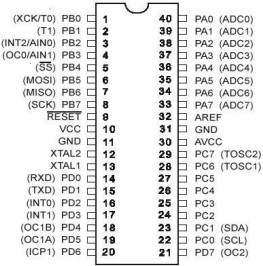 (XCK/T0) PB0 1 40 PA0 (ADC0)
(T1) PB1 2 39 PA1 (ADC1)
(INT2/AIN0) PB2 3 38 PA2 (ADC2)
(OC0/AIN1) PB3 4 37 PA3 (ADC3)
(SS) PB4 5 36 PA4 (ADC4)
(MOSI) PB5 6 35 PA5 (ADC5)
(MISO) PB6 7 34 PA6 (ADC6)
(SCK) PB7 8 33 PA7 (ADC7)
RESET 9 32 AREF
VCC 10 31 GND
GND 11 30 AVCC
XTAL2 12 29 PC7 (TOSC2)
XTAL1 13 28 PC6 (TOSC1)
(RXD) PD0 14 27 PC5
(TXD) PD1 15 26 PC4
(INT0) PD2 16 25 PC3
(INT1) PD3 17 24 PC2
(OC1B) PD4 18 23 PC1 (SDA)
(OC1A) PD5 19 22 PC0 (SCL)
(ICP1) PD6 20 21 PD7 (OC2)